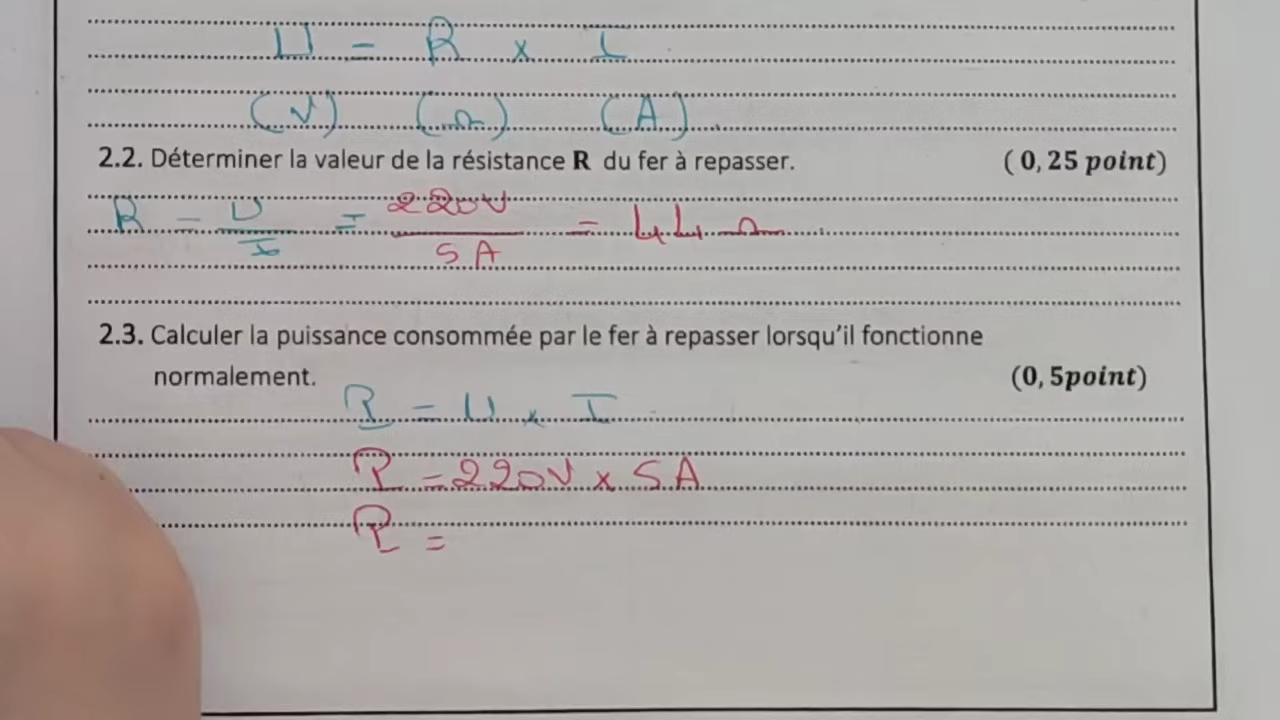 U = R × I
(V) (Ω) (A)
2.2. Déterminer la valeur de la résistance R du fer à repasser. ( 0, 25 point)
R = U/I = 220V/5A = 44 Ω
2.3. Calculer la puissance consommée par le fer à repasser lorsqu'il fonctionne
normalement. (0, 5point)
P = U × I
P = 220V × 5A
P =